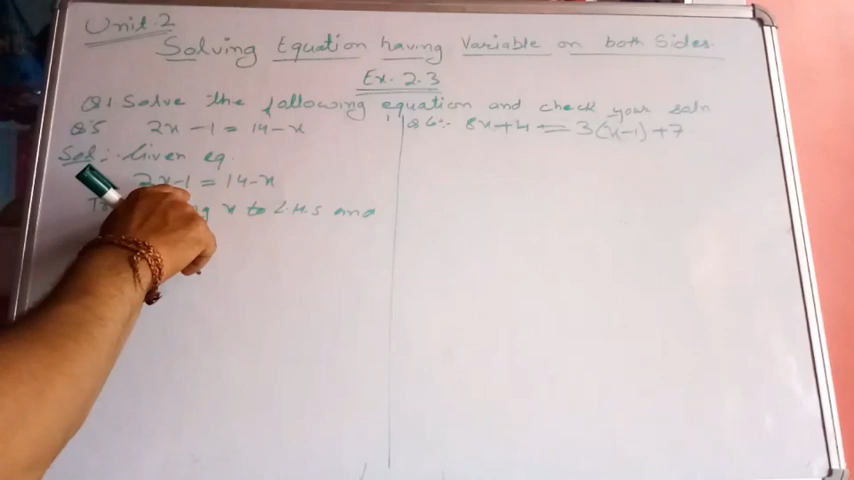 Unit.2
Solving Equation having Variable on both Sides.
Ex. 2.3
Q1 Solve the following equation and check your soln
Q5 2x - 1 = 14 - x
Sol: Given eq.
2x - 1 = 14 - x
x to L.H.S and
Q6: 8x + 4 = 3(x-1) + 7